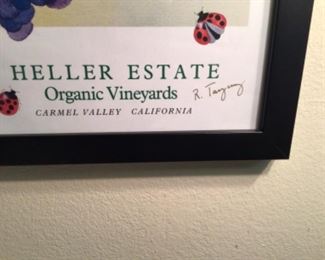 HELLER ESTATE
Organic Vineyards
CARMEL VALLEY CALIFORNIA